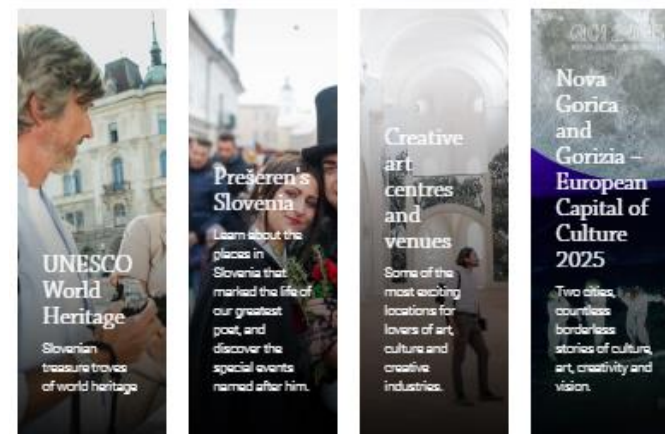 UNESCO
World
Heritage
Slovenian
treasure troves
of world heritage
Prešeren's
Slovenia
Learn about the
places in
Slovenia that
marked the life of
our greatest
poet, and
discover the
special events
named after him.
Creative
art
centres
and
venues
Some of the
most exciting
locations for
lovers of art,
culture and
creative
industries.
Nova
Gorica
and
Gorizia –
European
Capital of
Culture
2025
Two cities,
countless
borderless
stories of culture,
art, creativity and
vision.